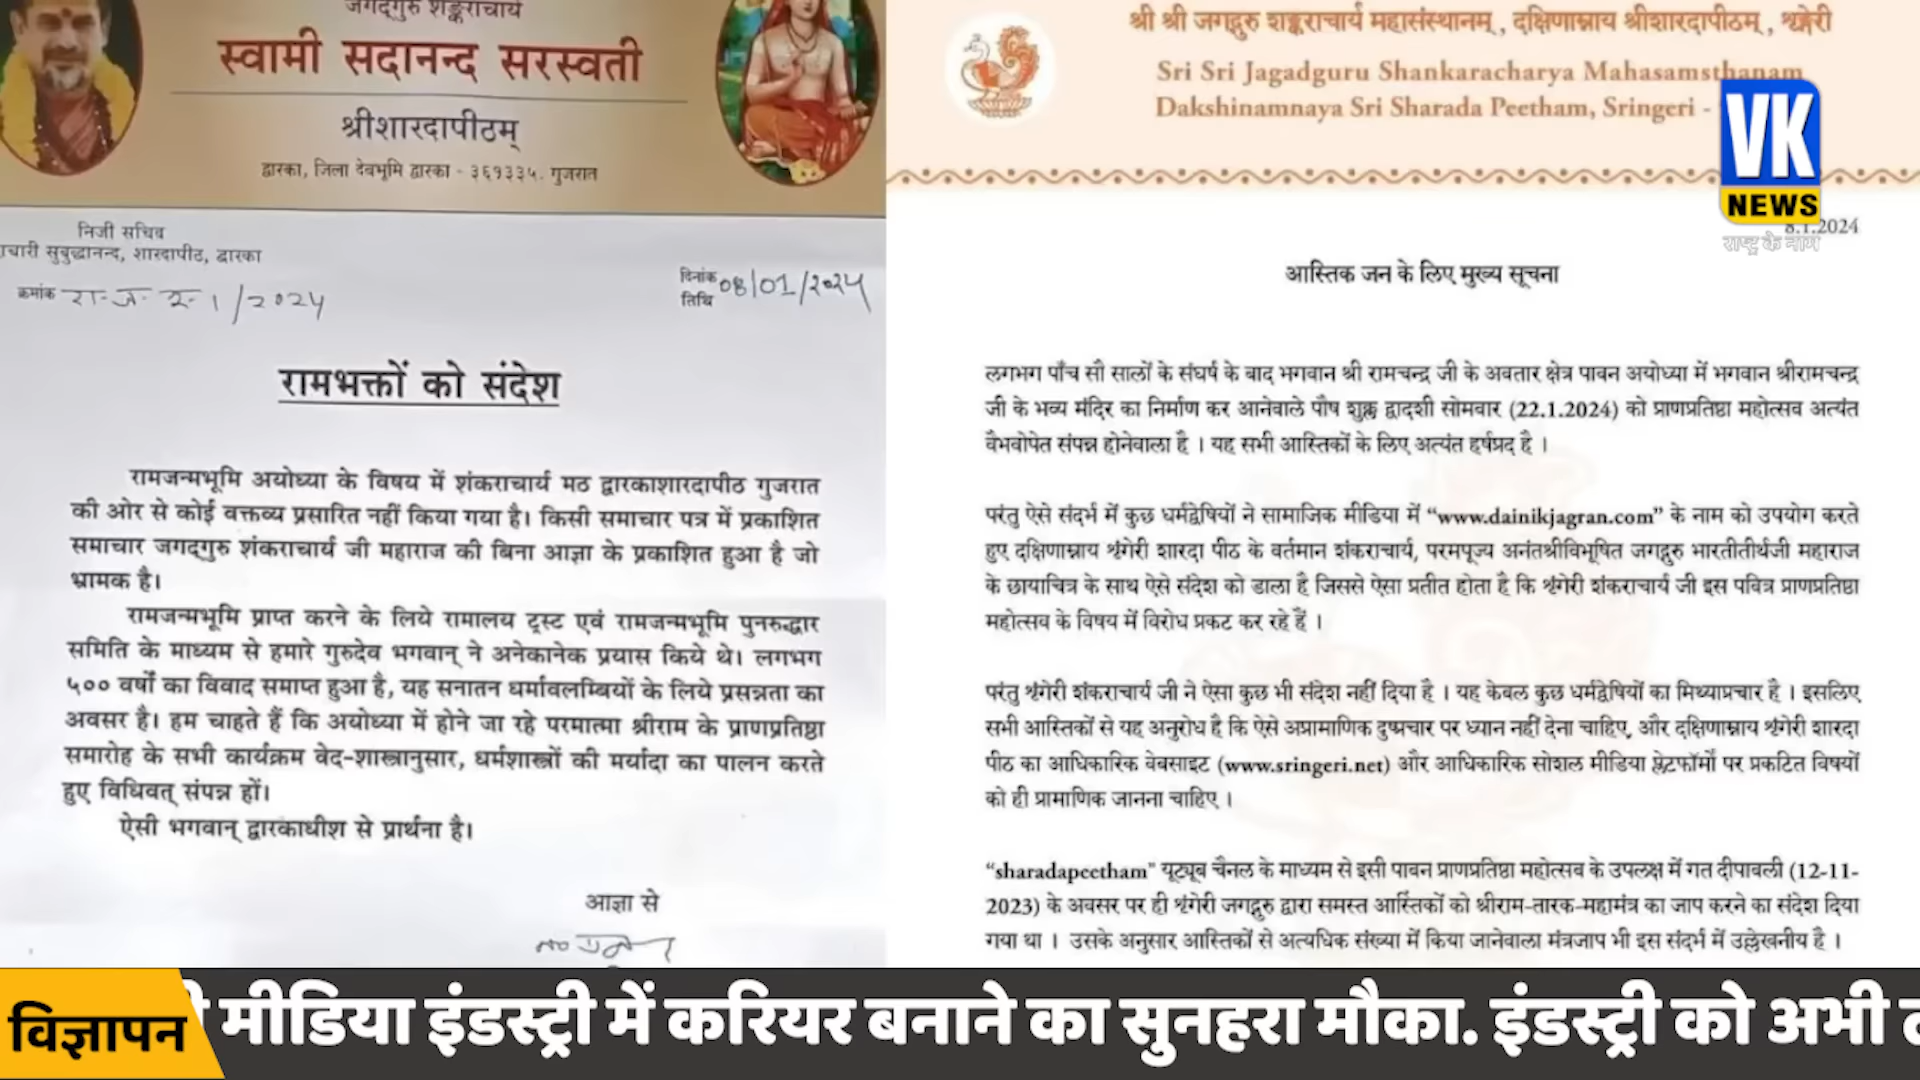 जगद्गुरु शङ्कराचार्य
स्वामी सदानन्द सरस्वती
श्रीशारदापीठम्
द्वारका, जिला देवभूमि द्वारका - ३६१३३५. गुजरात
निजी सचिव
चारी सुबुद्धानन्द, शारदापीठ, द्वारका
क्रमांक रा-ज-द्व-1/2024
दिनांक 08/01/2024
तिथि
रामभक्तों को संदेश
रामजन्मभूमि अयोध्या के विषय में शंकराचार्य मठ द्वारकाशारदापीठ गुजरात
की ओर से कोई वक्तव्य प्रसारित नहीं किया गया है। किसी समाचार पत्र में प्रकाशित
समाचार जगद्गुरु शंकराचार्य जी महाराज की बिना आज्ञा के प्रकाशित हुआ है जो
भ्रामक है।
रामजन्मभूमि प्राप्त करने के लिये रामालय ट्रस्ट एवं रामजन्मभूमि पुनरुद्धार
समिति के माध्यम से हमारे गुरुदेव भगवान् ने अनेकानेक प्रयास किये थे। लगभग
५०० वर्षों का विवाद समाप्त हुआ है, यह सनातन धर्मावलम्बियों के लिये प्रसन्नता का
अवसर है। हम चाहते हैं कि अयोध्या में होने जा रहे परमात्मा श्रीराम के प्राणप्रतिष्ठा
समारोह के सभी कार्यक्रम वेद-शास्त्रानुसार, धर्मशास्त्रों की मर्यादा का पालन करते
हुए विधिवत् संपन्न हों।
ऐसी भगवान् द्वारकाधीश से प्रार्थना है।
आज्ञा से
श्री श्री जगद्गुरु शङ्कराचार्य महासंस्थानम्, दक्षिणाम्नाय श्रीशारदापीठम्, शृङ्गेरी
Sri Sri Jagadguru Shankaracharya Mahasamsthanam
Dakshinamnaya Sri Sharada Peetham, Sringeri -
VK
NEWS
राष्ट्र के नाम
8.1.2024
आस्तिक जन के लिए मुख्य सूचना
लगभग पाँच सौ सालों के संघर्ष के बाद भगवान श्री रामचन्द्र जी के अवतार क्षेत्र पावन अयोध्या में भगवान श्रीरामचन्द्र
जी के भव्य मंदिर का निर्माण कर आनेवाले पौष शुक्ल द्वादशी सोमवार (22.1.2024) को प्राणप्रतिष्ठा महोत्सव अत्यंत
वैभवोपेत संपन्न होनेवाला है । यह सभी आस्तिकों के लिए अत्यंत हर्षप्रद है ।
परंतु ऐसे संदर्भ में कुछ धर्मद्वेषियों ने सामाजिक मीडिया में “www.dainikjagran.com” के नाम को उपयोग करते
हुए दक्षिणाम्नाय शृंगेरी शारदा पीठ के वर्तमान शंकराचार्य, परमपूज्य अनंतश्रीविभूषित जगद्गुरु भारतीतीर्थजी महाराज
के छायाचित्र के साथ ऐसे संदेश को डाला है जिससे ऐसा प्रतीत होता है कि शृंगेरी शंकराचार्य जी इस पवित्र प्राणप्रतिष्ठा
महोत्सव के विषय में विरोध प्रकट कर रहे हैं ।
परंतु शृंगेरी शंकराचार्य जी ने ऐसा कुछ भी संदेश नहीं दिया है । यह केवल कुछ धर्मद्वेषियों का मिथ्याप्रचार है । इसलिए
सभी आस्तिकों से यह अनुरोध है कि ऐसे अप्रामाणिक दुष्प्रचार पर ध्यान नहीं देना चाहिए, और दक्षिणाम्नाय शृंगेरी शारदा
पीठ का आधिकारिक वेबसाइट (www.sringeri.net) और आधिकारिक सोशल मीडिया प्लेटफॉर्मों पर प्रकटित विषयों
को ही प्रामाणिक जानना चाहिए ।
“sharadapeetham" यूट्यूब चैनल के माध्यम से इसी पावन प्राणप्रतिष्ठा महोत्सव के उपलक्ष में गत दीपावली (12-11-
2023) के अवसर पर ही शृंगेरी जगद्गुरु द्वारा समस्त आस्तिकों को श्रीराम-तारक-महामंत्र का जाप करने का संदेश दिया
गया था । उसके अनुसार आस्तिकों से अत्यधिक संख्या में किया जानेवाला मंत्रजाप भी इस संदर्भ में उल्लेखनीय है ।
विज्ञापन
मीडिया इंडस्ट्री में करियर बनाने का सुनहरा मौका. इंडस्ट्री को अभी